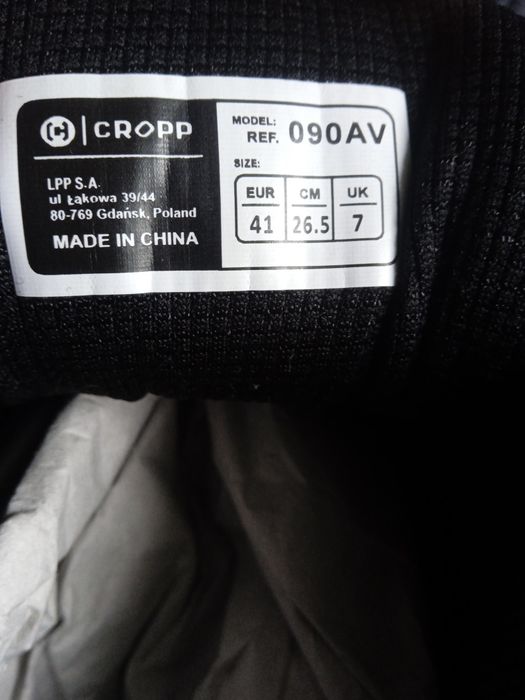 CROPP
LPP S.A.
ul Łąkowa 39/44
80-769 Gdańsk, Poland
MADE IN CHINA
MODEL:
REF. 090AV
SIZE:
EUR CM UK
41 26.5 7